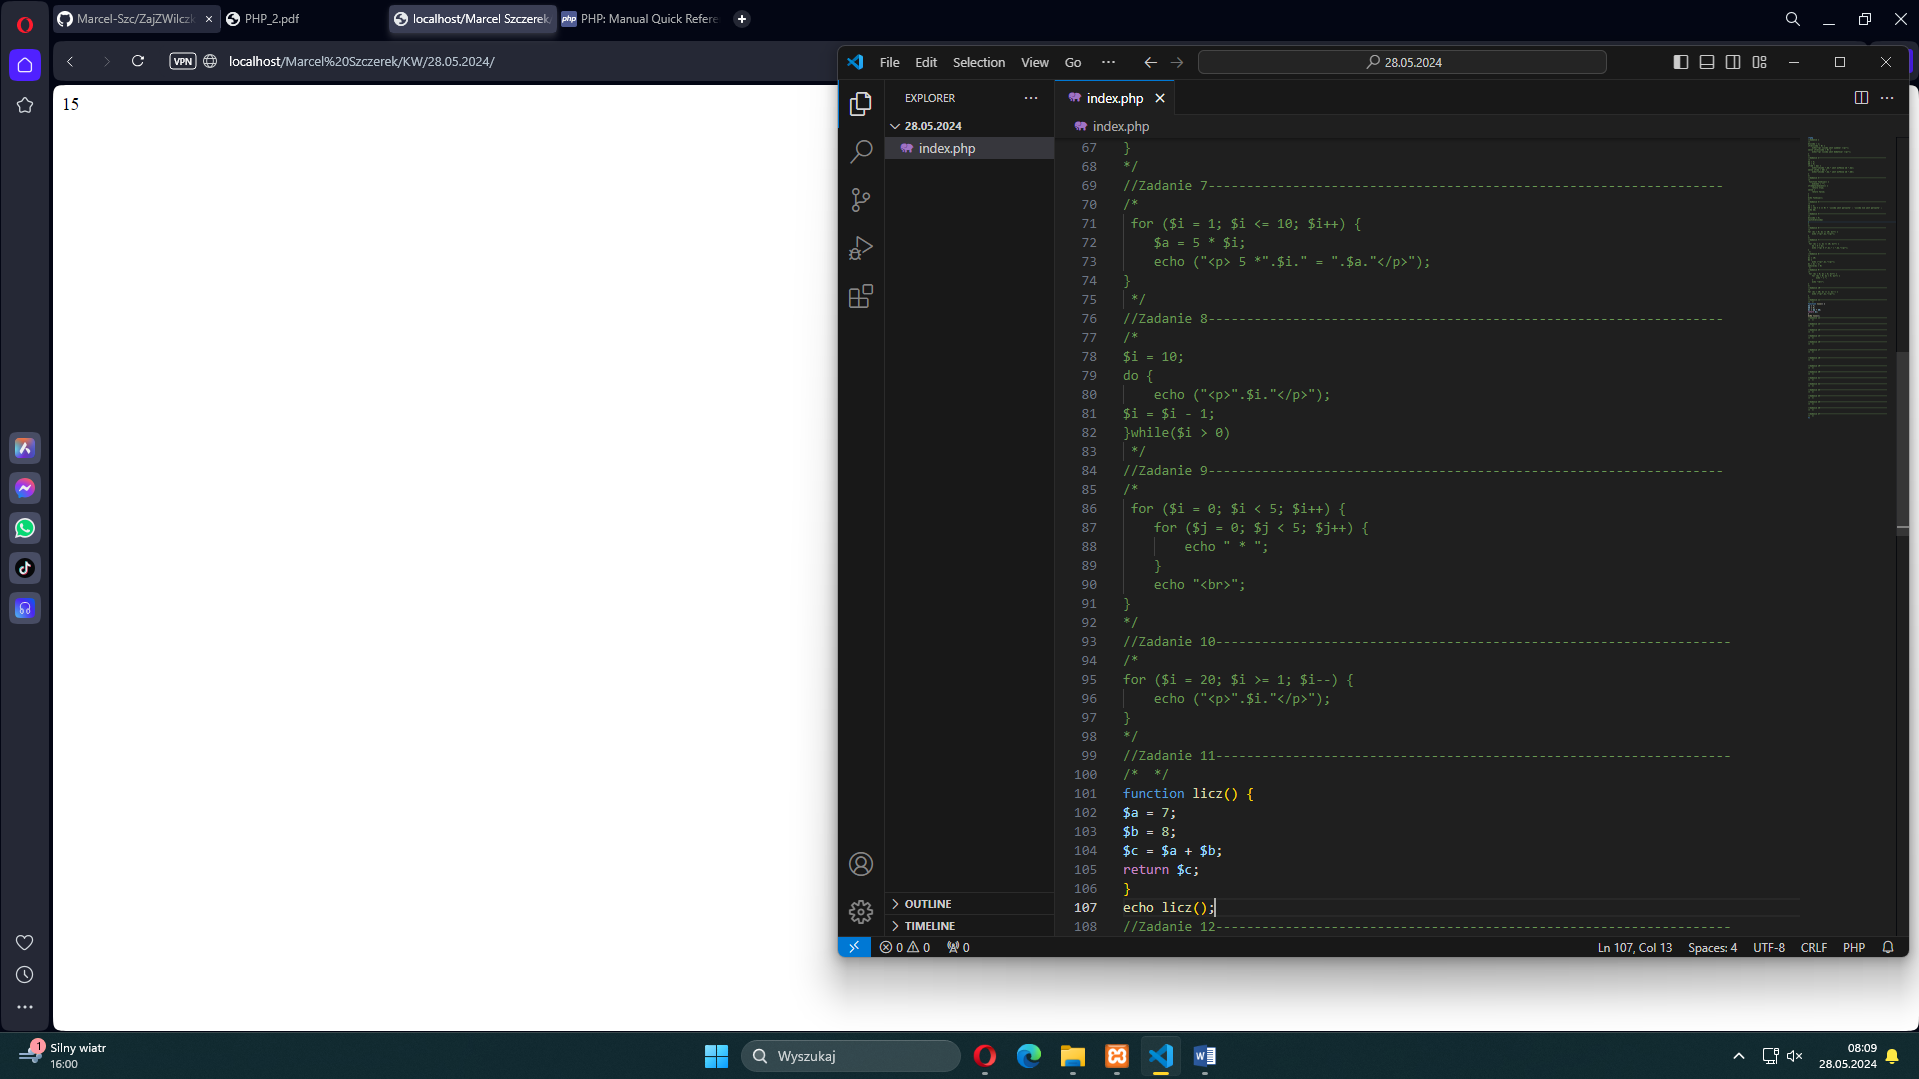 Marcel-Szc/ZajZWilczk
PHP_2.pdf
localhost/Marcel Szczerek/
PHP: Manual Quick Refere
VPN
localhost/Marcel%20Szczerek/KW/28.05.2024/
15
File Edit Selection View Go ···
28.05.2024
EXPLORER
28.05.2024
index.php
OUTLINE
TIMELINE
index.php
index.php
67 }
68 */
69 //Zadanie 7-------------------------------------------------------------------
70 /*
71 for ($i = 1; $i <= 10; $i++) {
72 $a = 5 * $i;
73 echo ("<p> 5 *".$i." = ".$a."</p>");
74 }
75 */
76 //Zadanie 8-------------------------------------------------------------------
77 /*
78 $i = 10;
79 do {
80 echo ("<p>".$i."</p>");
81 $i = $i - 1;
82 }while($i > 0)
83 */
84 //Zadanie 9-------------------------------------------------------------------
85 /*
86 for ($i = 0; $i < 5; $i++) {
87 for ($j = 0; $j < 5; $j++) {
88 echo " * ";
89 }
90 echo "<br>";
91 }
92 */
93 //Zadanie 10-------------------------------------------------------------------
94 /*
95 for ($i = 20; $i >= 1; $i--) {
96 echo ("<p>".$i."</p>");
97 }
98 */
99 //Zadanie 11-------------------------------------------------------------------
100 /* */
101 function licz() {
102 $a = 7;
103 $b = 8;
104 $c = $a + $b;
105 return $c;
106 }
107 echo licz();
108 //Zadanie 12-------------------------------------------------------------------
0 0 0
Ln 107, Col 13 Spaces: 4 UTF-8 CRLF PHP
1
Silny wiatr
16:00
Wyszukaj
08:09
28.05.2024